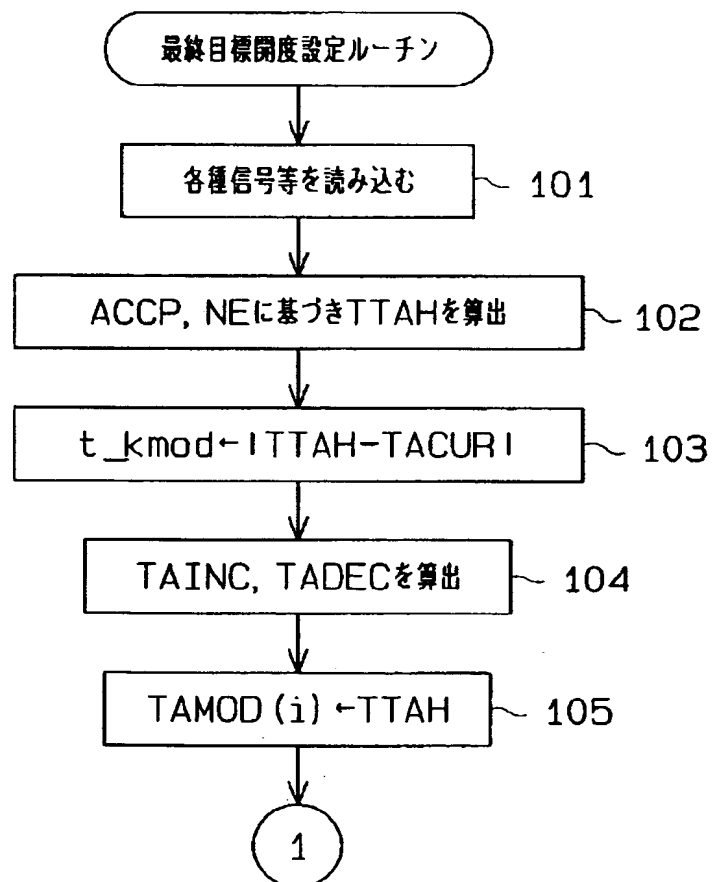 最終目標開度設定ルーチン
各種信号等を読み込む
101
ACCP, NEに基づきTTAHを算出
102
t_kmod←|TTAH-TACUR|
103
TAINC, TADECを算出
104
TAMOD(i)←TTAH
105
1